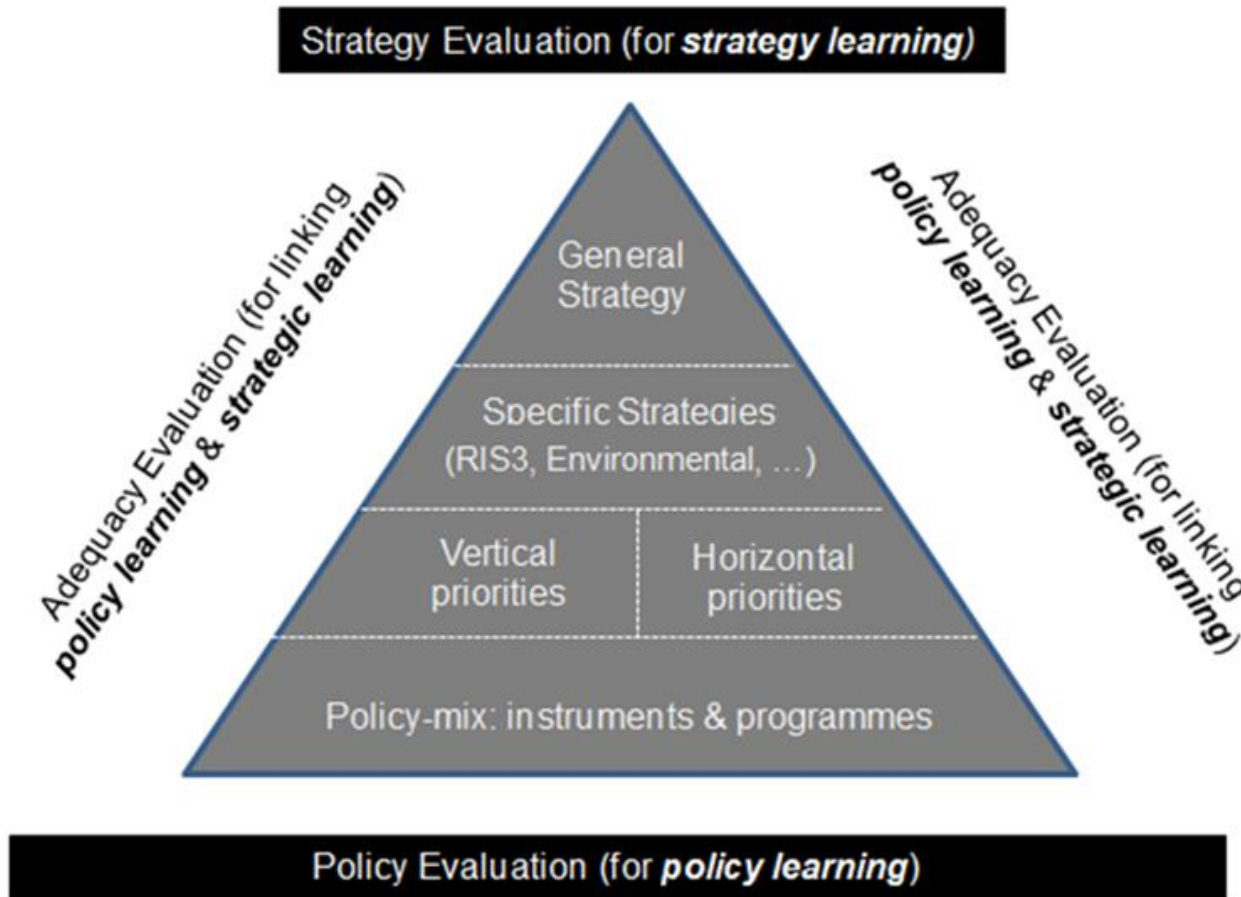 Strategy Evaluation (for strategy learning)
Adequacy Evaluation (for linking
policy learning & strategic learning)
Adequacy Evaluation (for linking
policy learning & strategic learning)
General
Strategy
Specific Strategies
(RIS3, Environmental, ...)
Vertical
priorities
Horizontal
priorities
Policy-mix: instruments & programmes
Policy Evaluation (for policy learning)